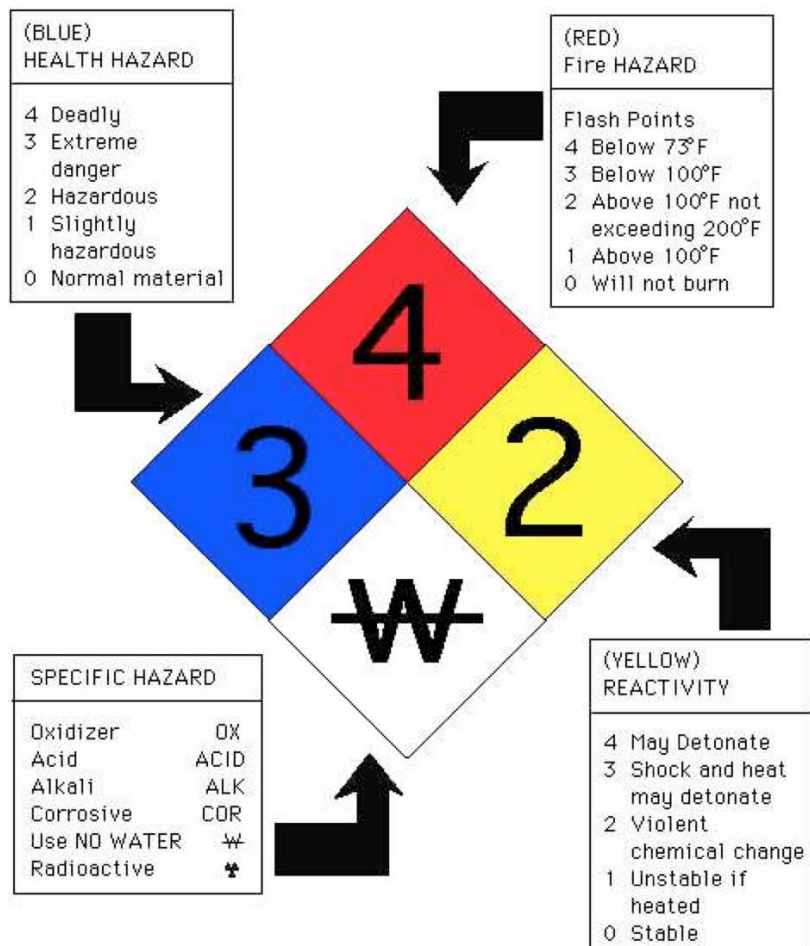 (BLUE)
HEALTH HAZARD
4 Deadly
3 Extreme
danger
2 Hazardous
1 Slightly
hazardous
0 Normal material
(RED)
Fire HAZARD
Flash Points
4 Below 73°F
3 Below 100°F
2 Above 100°F not
exceeding 200°F
1 Above 100°F
0 Will not burn
4
3
2
W
SPECIFIC HAZARD
Oxidizer OX
Acid ACID
Alkali ALK
Corrosive COR
Use NO WATER W
Radioactive
(YELLOW)
REACTIVITY
4 May Detonate
3 Shock and heat
may detonate
2 Violent
chemical change
1 Unstable if
heated
0 Stable